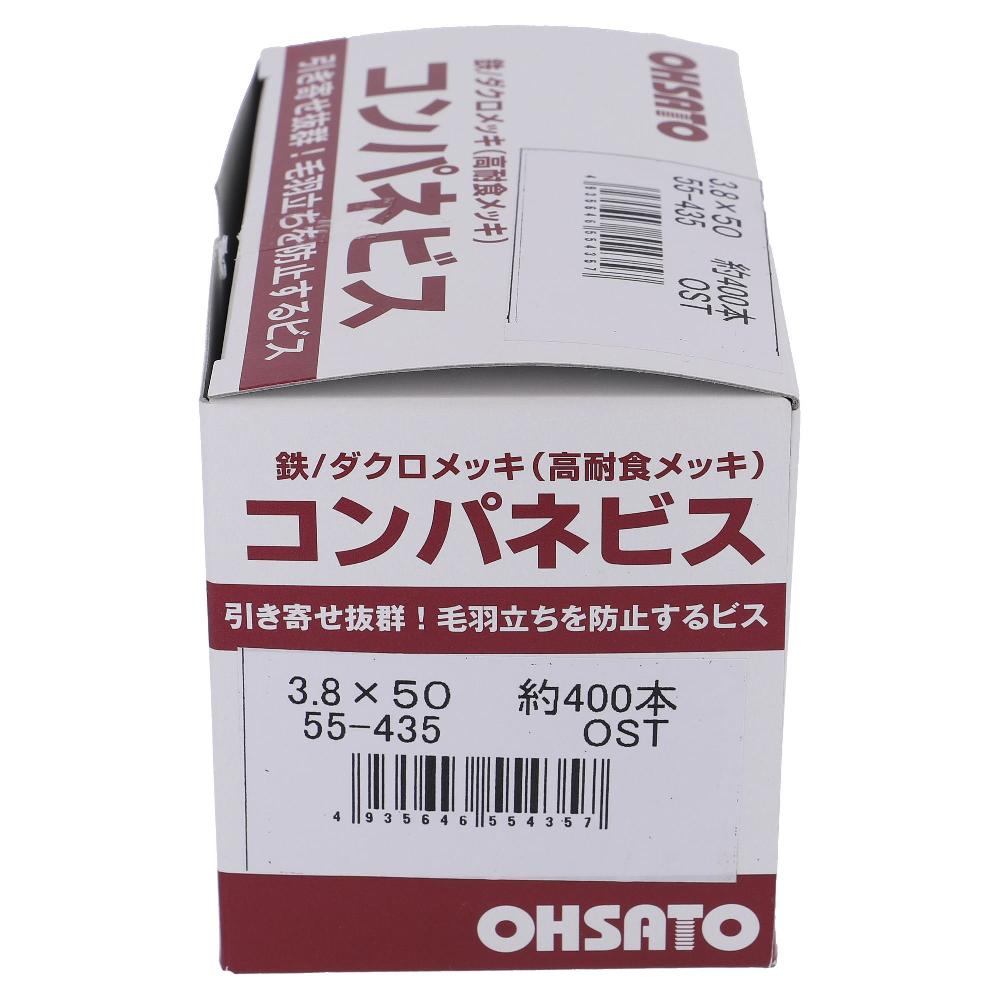 OHSATO
鉄/ダクロメッキ(高耐食メッキ)
コンパネビス
引き寄せ抜群!毛羽立ちを防止するビス
3.8×50 約400本
55-435 OST
4935646554357
鉄/ダクロメッキ(高耐食メッキ)
コンパネビス
引き寄せ抜群!毛羽立ちを防止するビス
3.8×50 約400本
55-435 OST
4 935646 554357
OHSATO